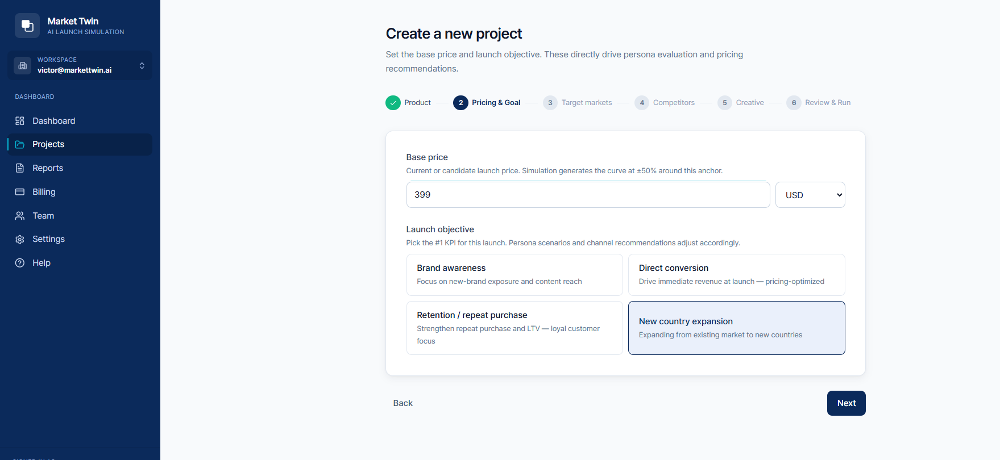 Market Twin
AI LAUNCH SIMULATION
WORKSPACE
victor@markettwin.ai
DASHBOARD
Dashboard
Projects
Reports
Billing
Team
Settings
Help
Create a new project
Set the base price and launch objective. These directly drive persona evaluation and pricing
recommendations.
Product
2 Pricing & Goal
3 Target markets
4 Competitors
5 Creative
6 Review & Run
Base price
Current or candidate launch price. Simulation generates the curve at ±50% around this anchor.
399
USD
Launch objective
Pick the #1 KPI for this launch. Persona scenarios and channel recommendations adjust accordingly.
Brand awareness
Focus on new-brand exposure and content reach
Direct conversion
Drive immediate revenue at launch — pricing-optimized
Retention / repeat purchase
Strengthen repeat purchase and LTV — loyal customer
focus
New country expansion
Expanding from existing market to new countries
Back
Next